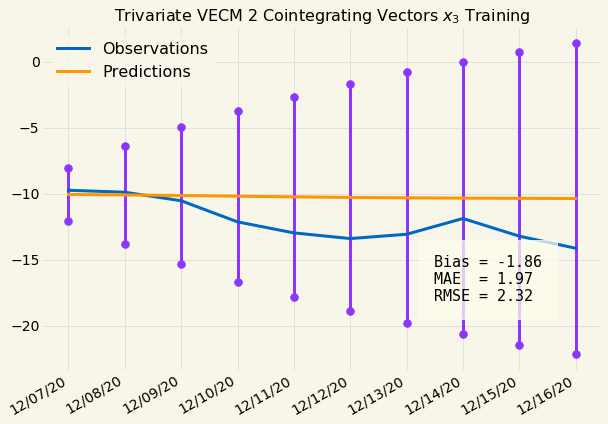 Trivariate VECM 2 Cointegrating Vectors x₃ Training
Observations
Predictions
0
−5
−10
−15
−20
Bias = -1.86
MAE  = 1.97
RMSE = 2.32
12/07/20
12/08/20
12/09/20
12/10/20
12/11/20
12/12/20
12/13/20
12/14/20
12/15/20
12/16/20